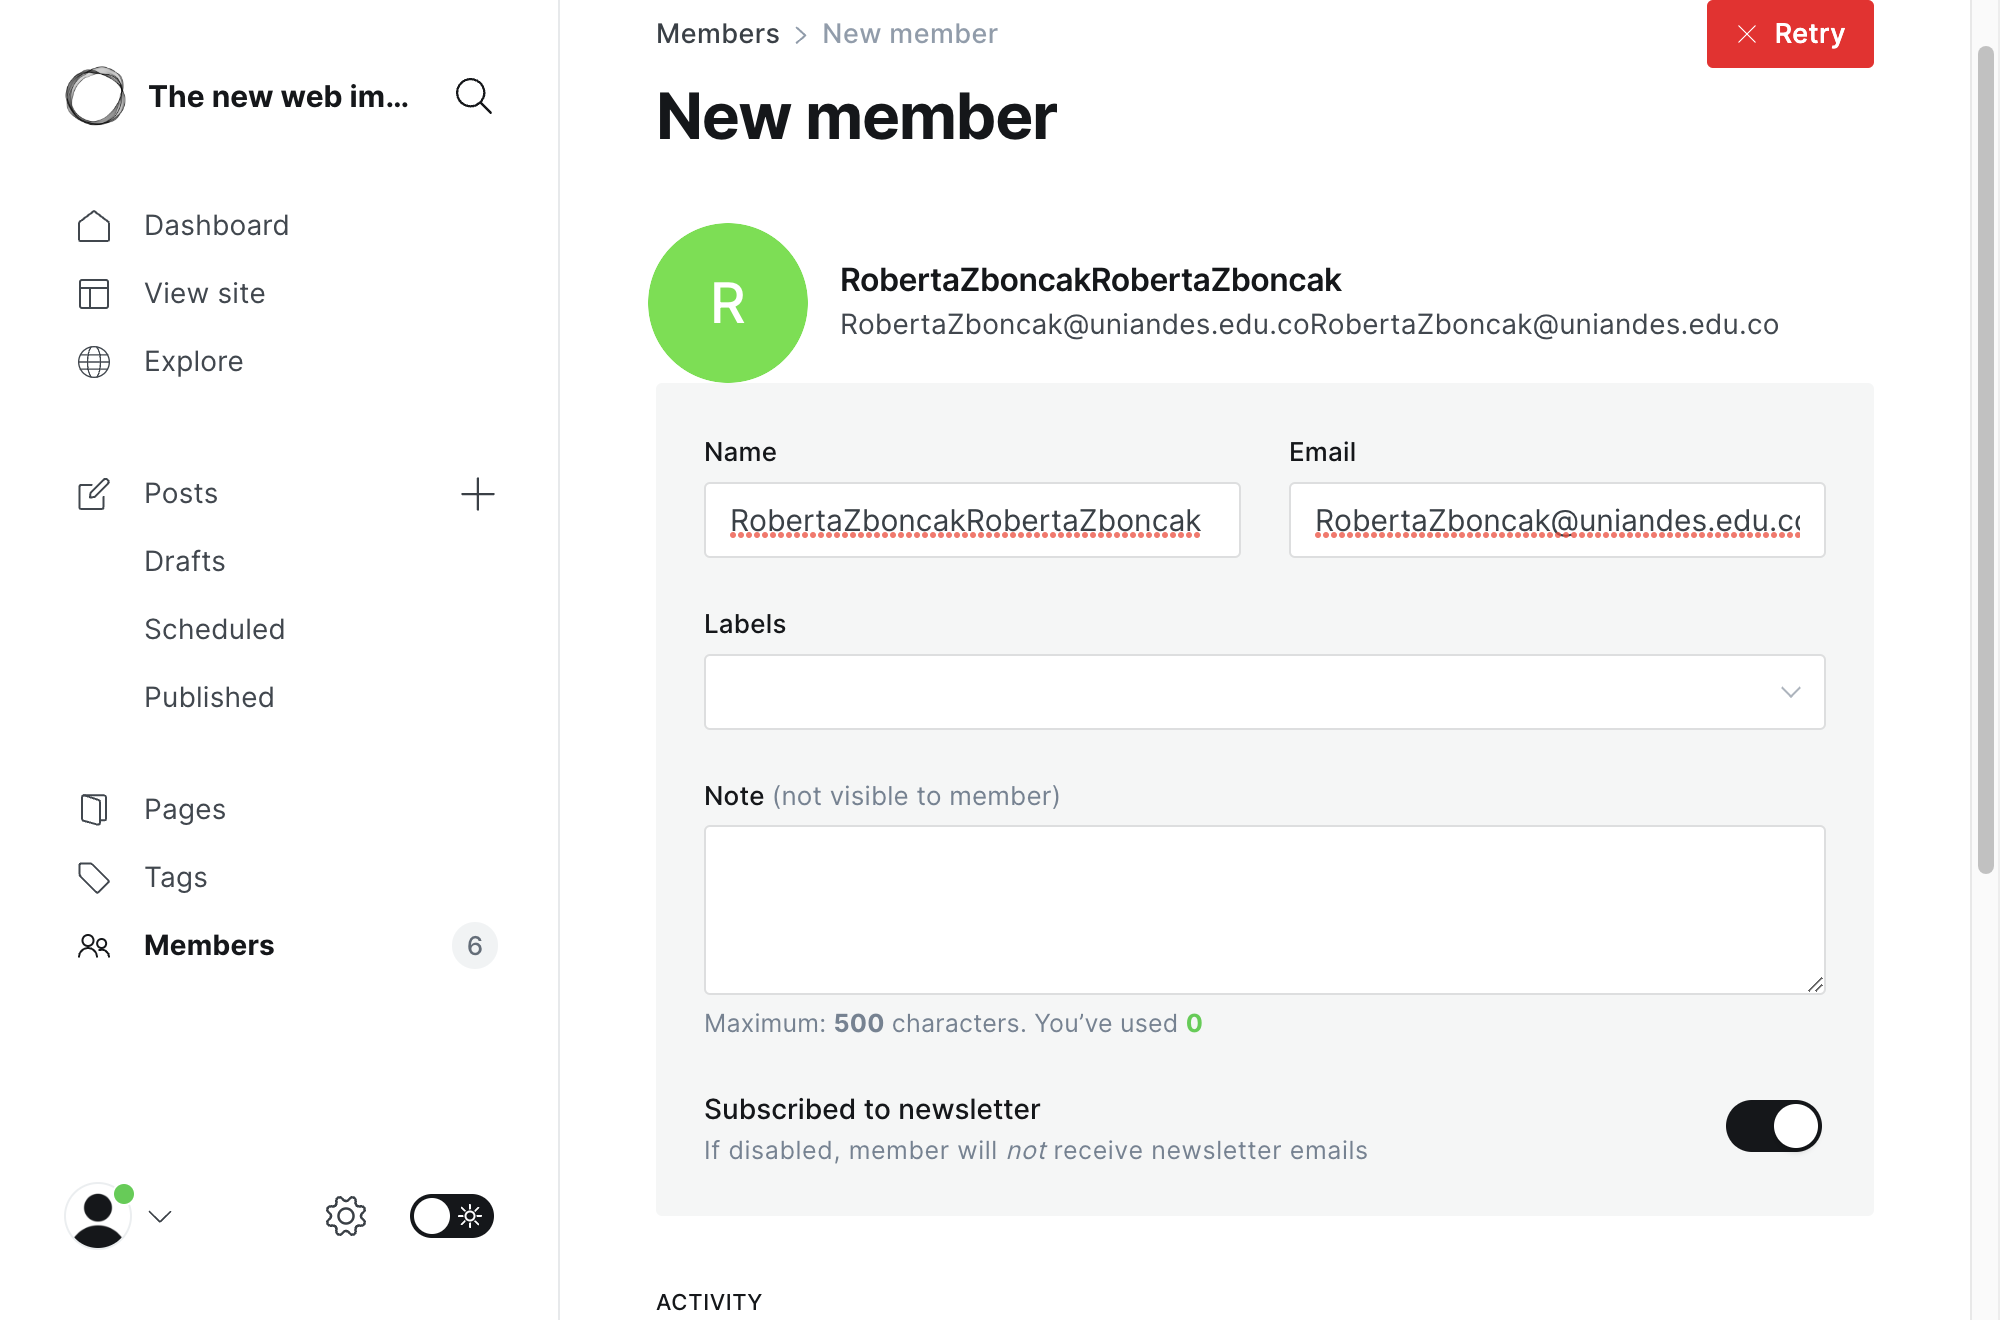 The new web im...
Dashboard
View site
Explore
Posts
Drafts
Scheduled
Published
Pages
Tags
Members 6
Members > New member
Retry
New member
R
RobertaZboncakRobertaZboncak
RobertaZboncak@uniandes.edu.coRobertaZboncak@uniandes.edu.co
Name
RobertaZboncakRobertaZboncak
Email
RobertaZboncak@uniandes.edu.co
Labels
Note (not visible to member)
Maximum: 500 characters. You’ve used 0
Subscribed to newsletter
If disabled, member will not receive newsletter emails
ACTIVITY